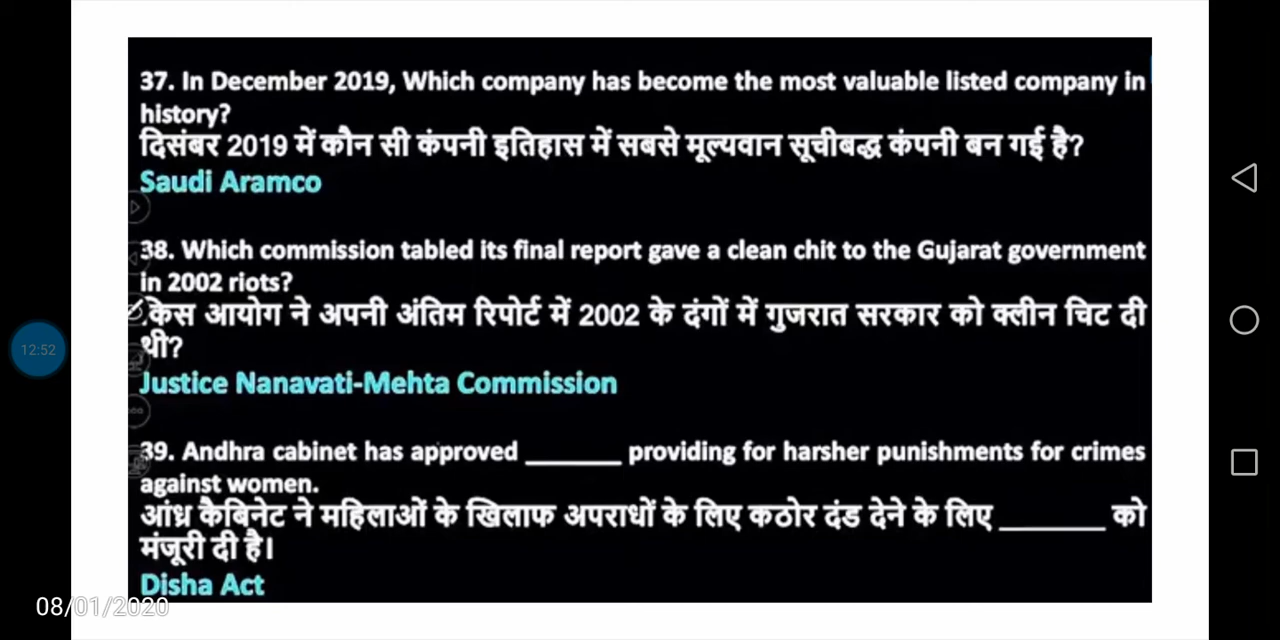 37. In December 2019, Which company has become the most valuable listed company in
history?
दिसंबर 2019 में कौन सी कंपनी इतिहास में सबसे मूल्यवान सूचीबद्ध कंपनी बन गई है?
Saudi Aramco
38. Which commission tabled its final report gave a clean chit to the Gujarat government
in 2002 riots?
किस आयोग ने अपनी अंतिम रिपोर्ट में 2002 के दंगों में गुजरात सरकार को क्लीन चिट दी
थी?
12:52
Justice Nanavati-Mehta Commission
39. Andhra cabinet has approved _______ providing for harsher punishments for crimes
against women.
आंध्र कैबिनेट ने महिलाओं के खिलाफ अपराधों के लिए कठोर दंड देने के लिए ________ को
मंजूरी दी है।
Disha Act
08/01/2020